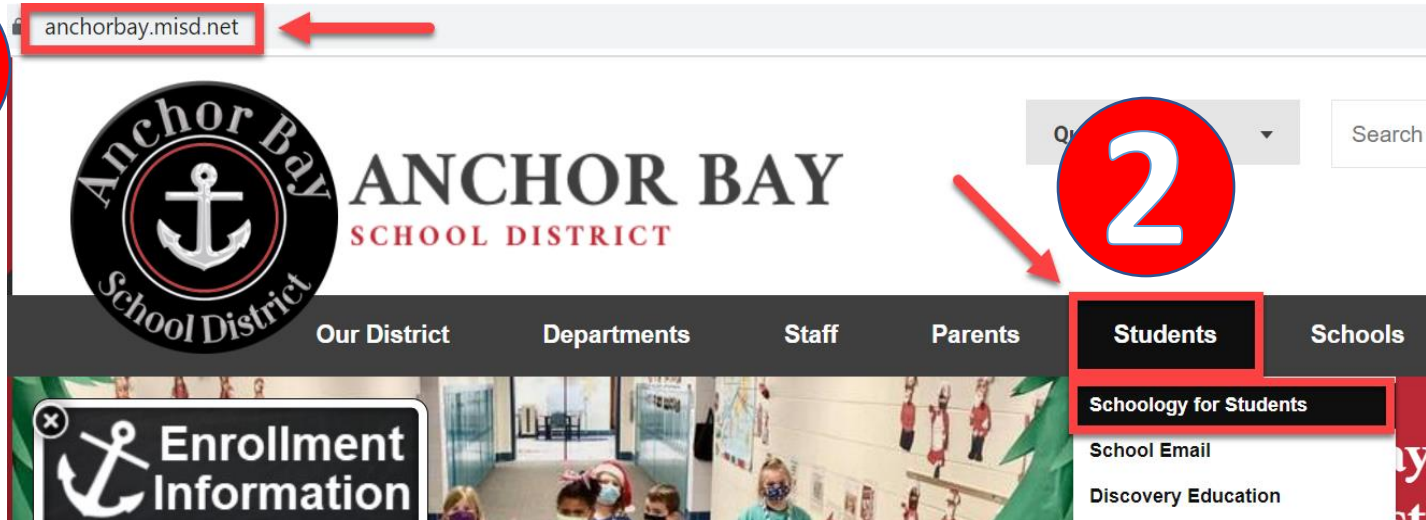 anchorbay.misd.net
Anchor Bay
School District
ANCHOR BAY
SCHOOL DISTRICT
Search
2
Our District
Departments
Staff
Parents
Students
Schools
Schoology for Students
School Email
Discovery Education
Enrollment
Information